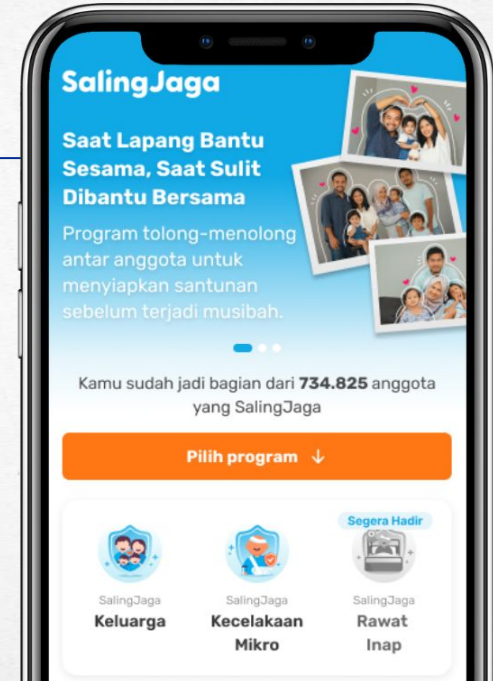 SalingJaga
Saat Lapang Bantu
Sesama, Saat Sulit
Dibantu Bersama
Program tolong-menolong
antar anggota untuk
menyiapkan santunan
sebelum terjadi musibah.
Kamu sudah jadi bagian dari 734.825 anggota
yang SalingJaga
Pilih program ↓
SalingJaga
Keluarga
SalingJaga
Kecelakaan
Mikro
Segera Hadir
SalingJaga
Rawat
Inap